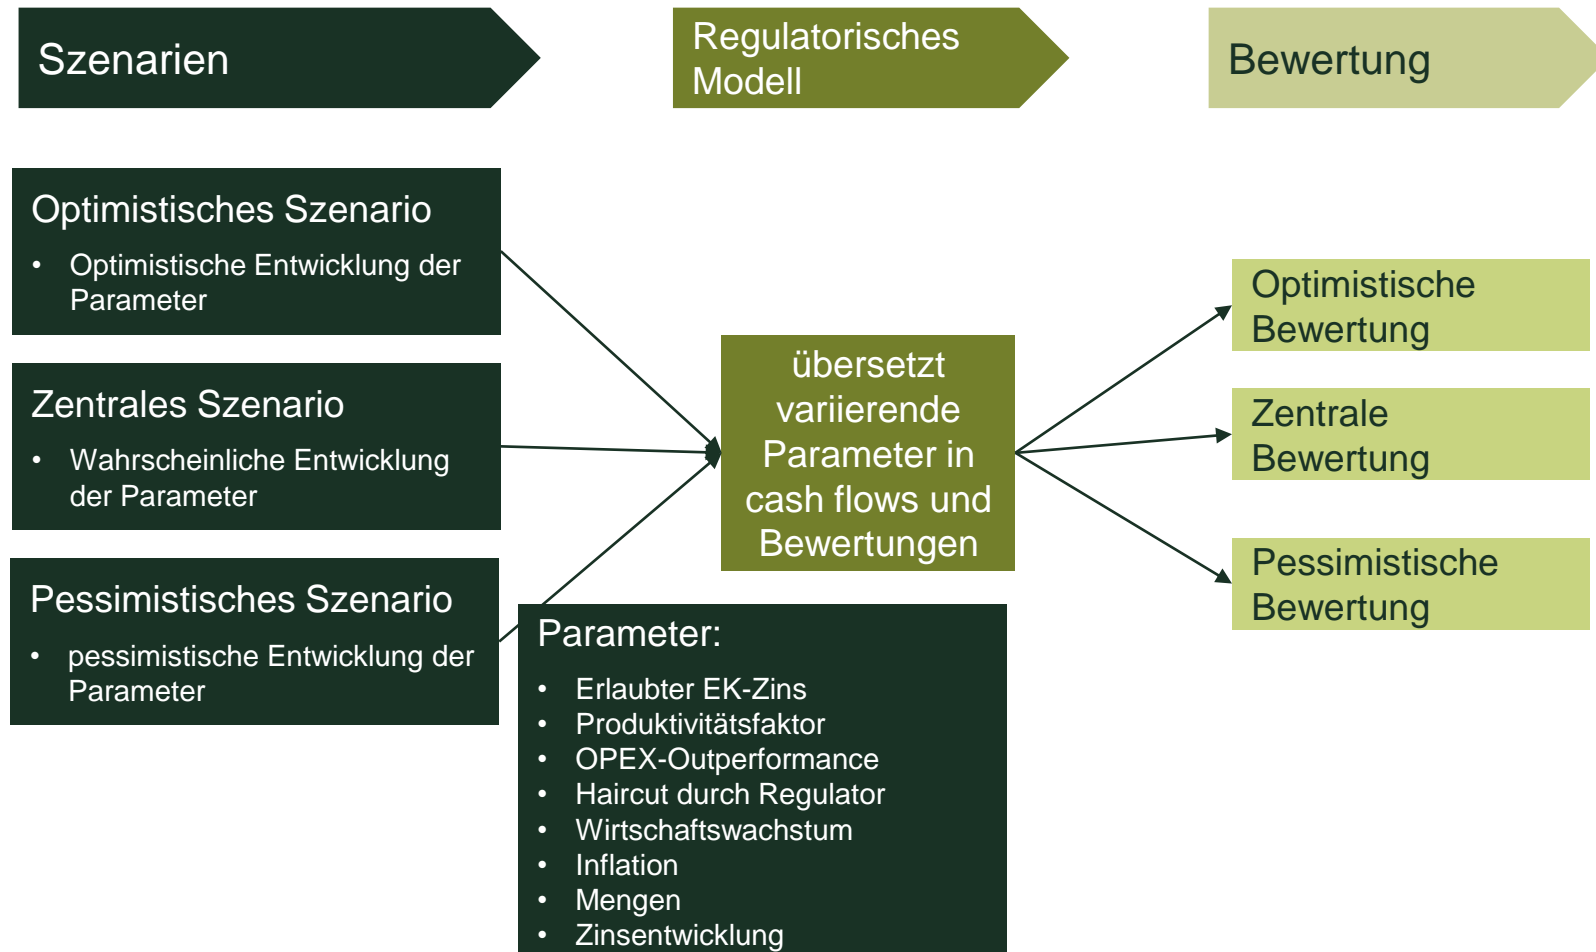 Szenarien
Regulatorisches
Modell
Bewertung
Optimistisches Szenario
• Optimistische Entwicklung der
Parameter
Zentrales Szenario
• Wahrscheinliche Entwicklung
der Parameter
Pessimistisches Szenario
• pessimistische Entwicklung der
Parameter
übersetzt
variierende
Parameter in
cash flows und
Bewertungen
Parameter:
• Erlaubter EK-Zins
• Produktivitätsfaktor
• OPEX-Outperformance
• Haircut durch Regulator
• Wirtschaftswachstum
• Inflation
• Mengen
• Zinsentwicklung
Optimistische
Bewertung
Zentrale
Bewertung
Pessimistische
Bewertung